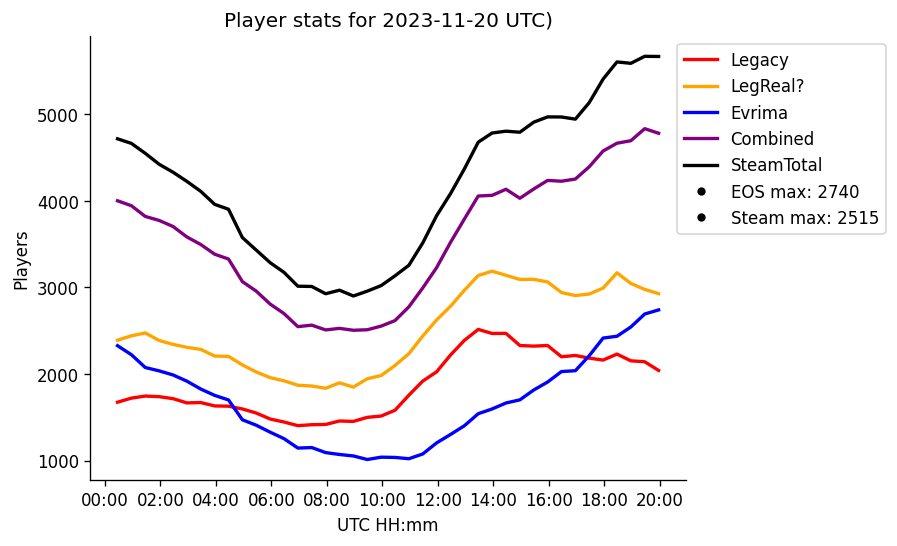 Player stats for 2023-11-20 UTC)
Legacy
LegReal?
Evrima
Combined
SteamTotal
EOS max: 2740
Steam max: 2515
Players
5000
4000
3000
2000
1000
00:00 02:00 04:00 06:00 08:00 10:00 12:00 14:00 16:00 18:00 20:00
UTC HH:mm